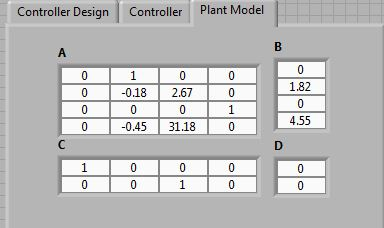 Controller Design Controller Plant Model
A B
0 1 0 0 0
0 -0.18 2.67 0 1.82
0 0 0 1 0
0 -0.45 31.18 0 4.55
C D
1 0 0 0 0
0 0 1 0 0